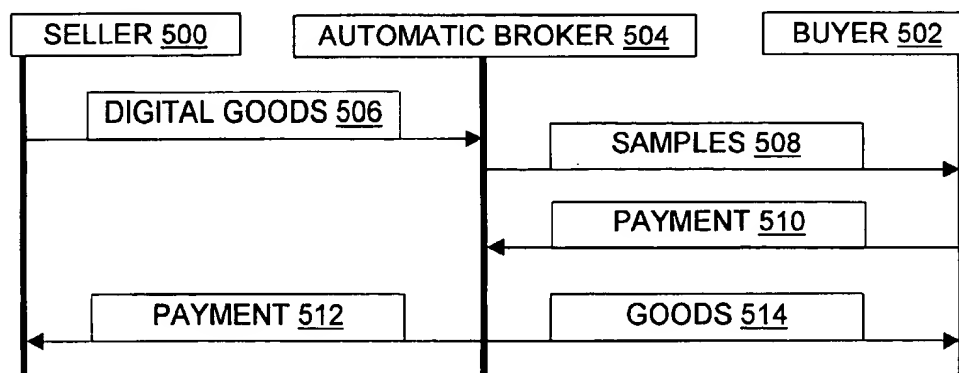 SELLER 500
AUTOMATIC BROKER 504
BUYER 502
DIGITAL GOODS 506
SAMPLES 508
PAYMENT 510
PAYMENT 512
GOODS 514